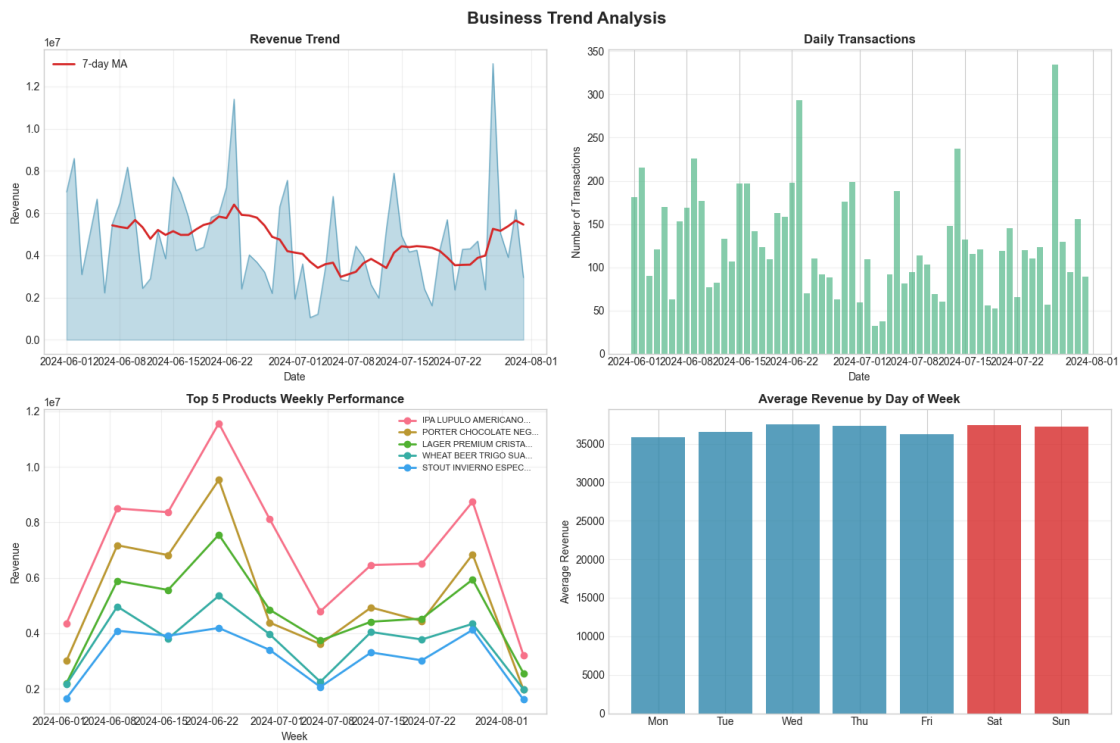 Business Trend Analysis
Revenue Trend
1e7
7-day MA
1.2
1.0
0.8
0.6
0.4
0.2
0.0
Revenue
2024-06-01 2024-06-08 2024-06-15 2024-06-22 2024-07-01 2024-07-08 2024-07-15 2024-07-22 2024-08-01
Date
Daily Transactions
350
300
250
200
150
100
50
0
Number of Transactions
2024-06-01 2024-06-08 2024-06-15 2024-06-22 2024-07-01 2024-07-08 2024-07-15 2024-07-22 2024-08-01
Date
Top 5 Products Weekly Performance
1e7
IPA LUPULO AMERICANO...
PORTER CHOCOLATE NEG...
LAGER PREMIUM CRISTA...
WHEAT BEER TRIGO SUA...
STOUT INVIERNO ESPEC...
1.2
1.0
0.8
0.6
0.4
0.2
Revenue
2024-06-01 2024-06-08 2024-06-15 2024-06-22 2024-07-01 2024-07-08 2024-07-15 2024-07-22 2024-08-01
Week
Average Revenue by Day of Week
35000
30000
25000
20000
15000
10000
5000
0
Average Revenue
Mon Tue Wed Thu Fri Sat Sun